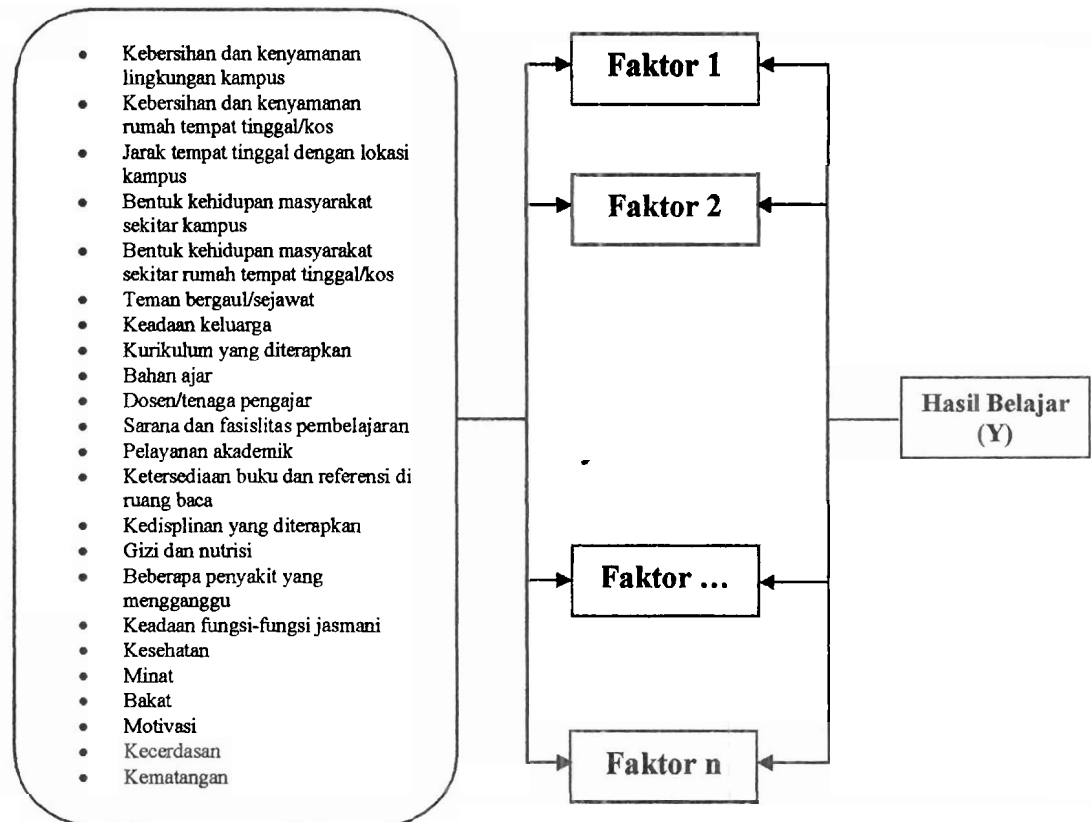 • Kebersihan dan kenyamanan
lingkungan kampus
• Kebersihan dan kenyamanan
rumah tempat tinggal/kos
• Jarak tempat tinggal dengan lokasi
kampus
• Bentuk kehidupan masyarakat
sekitar kampus
• Bentuk kehidupan masyarakat
sekitar rumah tempat tinggal/kos
• Teman bergaul/sejawat
• Keadaan keluarga
• Kurikulum yang diterapkan
• Bahan ajar
• Dosen/tenaga pengajar
• Sarana dan fasislitas pembelajaran
• Pelayanan akademik
• Ketersediaan buku dan referensi di
ruang baca
• Kedisplinan yang diterapkan
• Gizi dan nutrisi
• Beberapa penyakit yang
mengganggu
• Keadaan fungsi-fungsi jasmani
• Kesehatan
• Minat
• Bakat
• Motivasi
• Kecerdasan
• Kematangan
Faktor 1
Faktor 2
Faktor ...
Faktor n
Hasil Belajar
(Y)